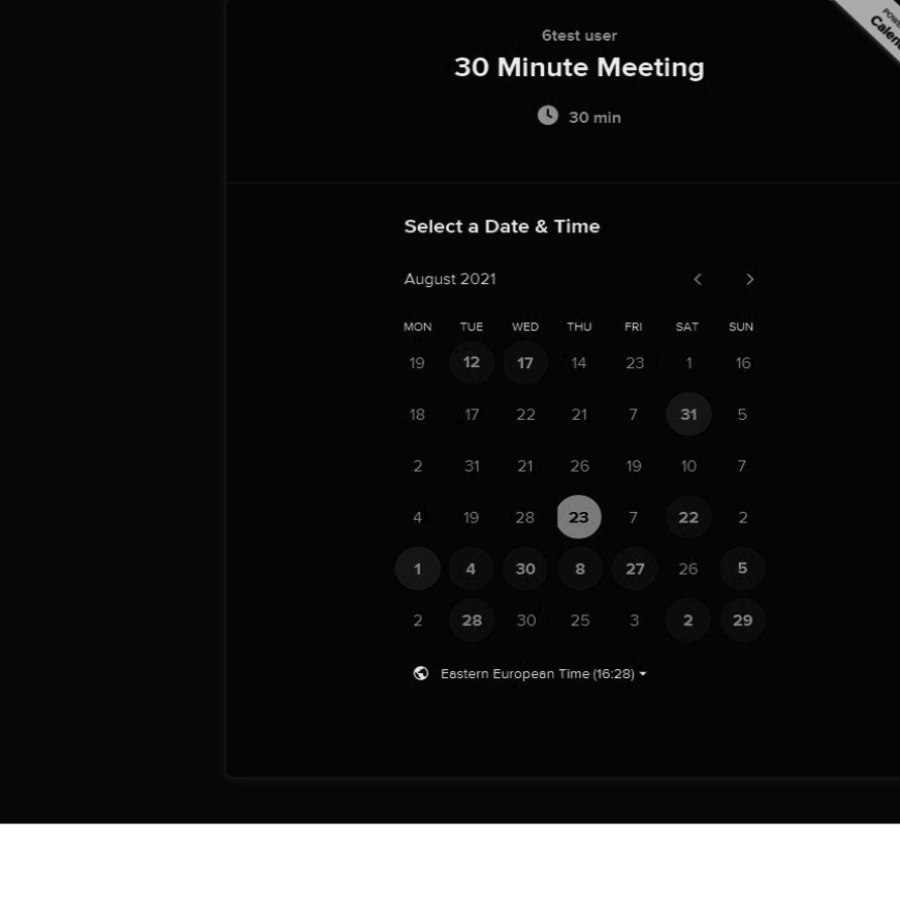 6test user
30 Minute Meeting
30 min
Select a Date & Time
August 2021
MON TUE WED THU FRI SAT SUN
19 12 17 14 23 1 16
18 17 22 21 7 31 5
2 31 21 26 19 10 7
4 19 28 23 7 22 2
1 4 30 8 27 26 5
2 28 30 25 3 2 29
Eastern European Time (16:28)